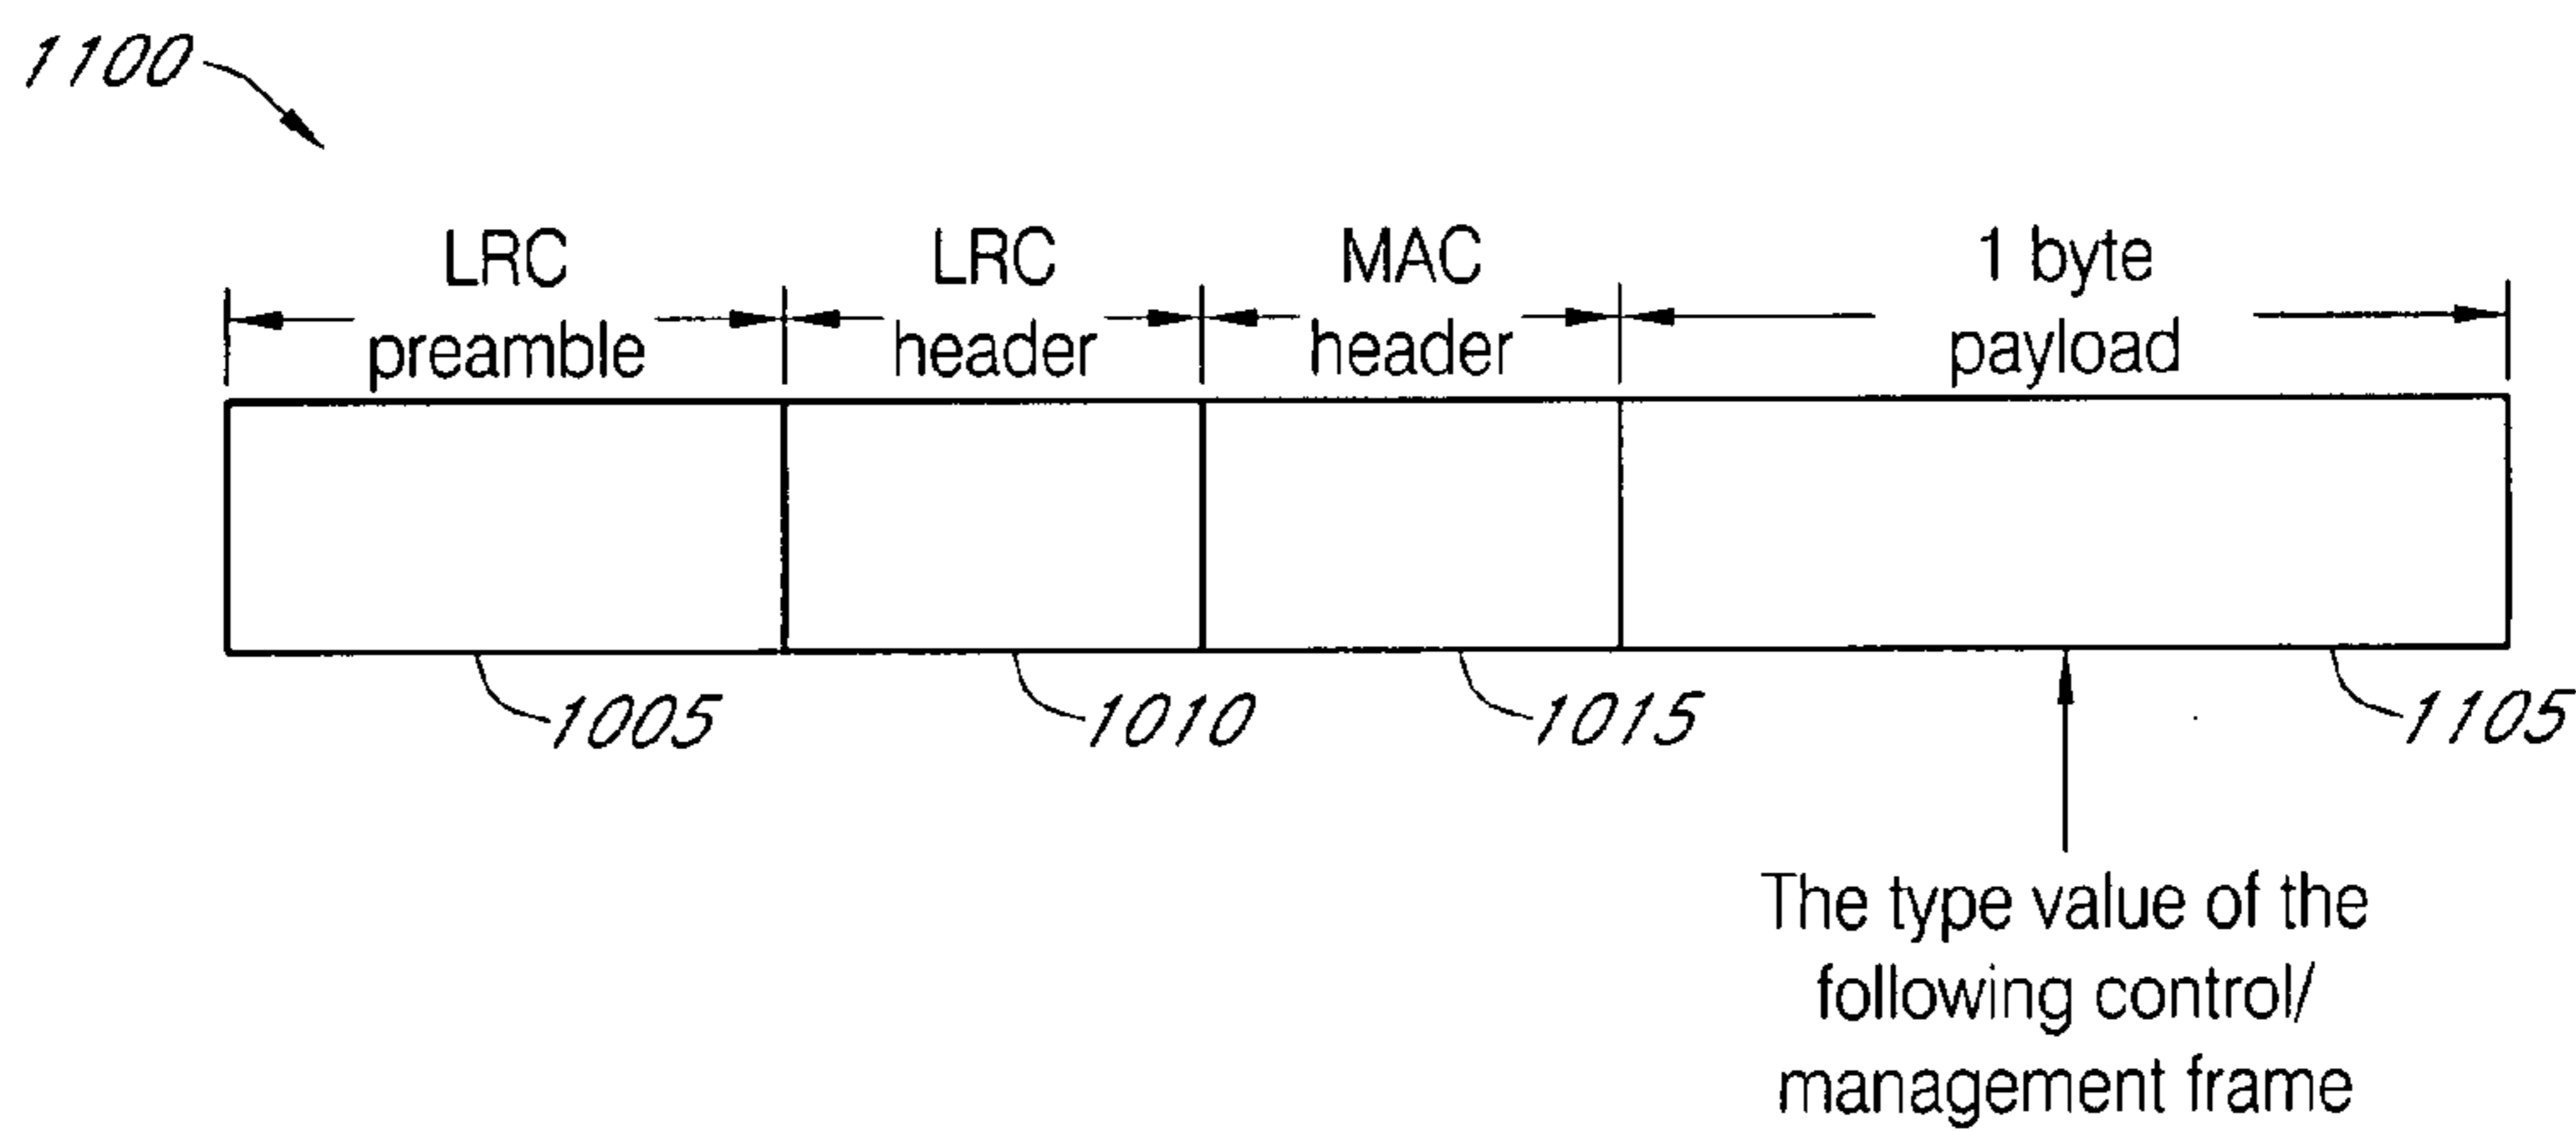 1100
LRC
preamble
LRC
header
MAC
header
1 byte
payload
1005
1010
1015
1105
The type value of the
following control/
management frame